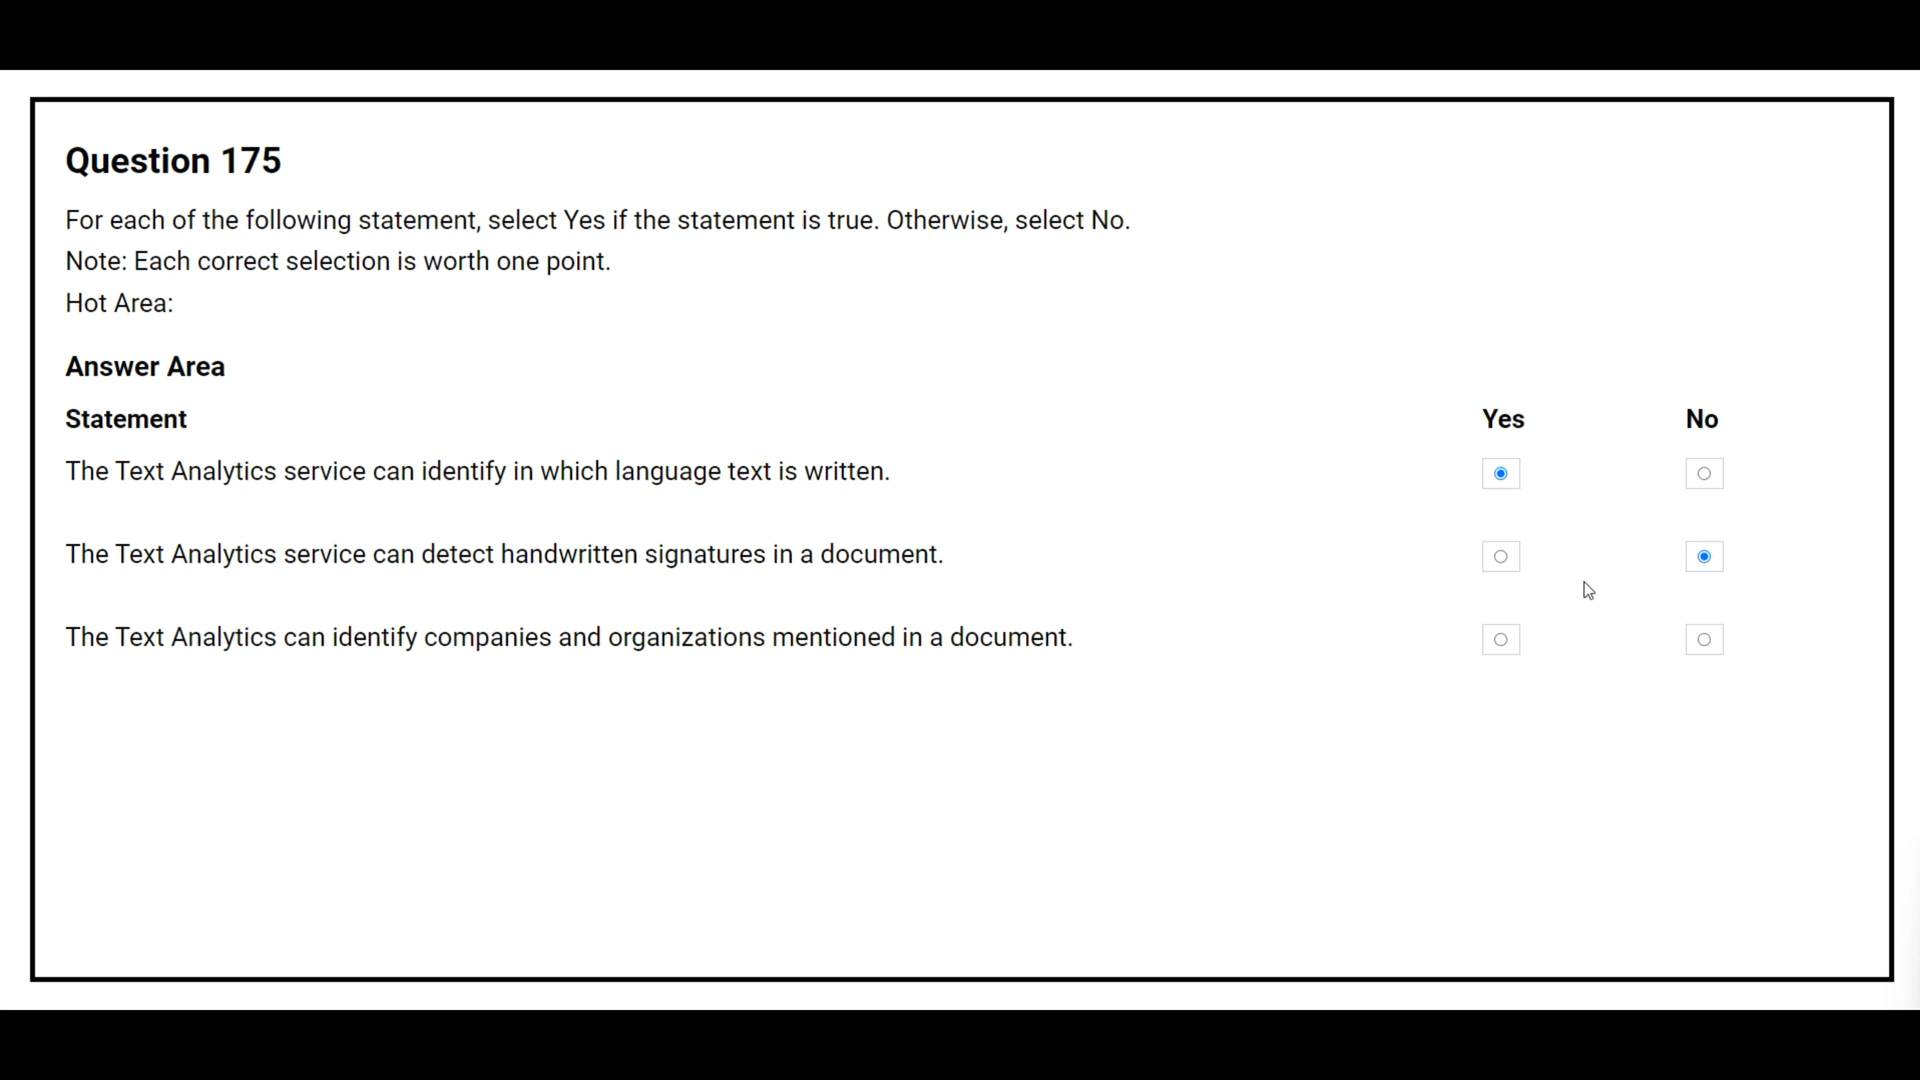 Question 175
For each of the following statement, select Yes if the statement is true. Otherwise, select No.
Note: Each correct selection is worth one point.
Hot Area:
Answer Area
Statement Yes No
The Text Analytics service can identify in which language text is written.
The Text Analytics service can detect handwritten signatures in a document.
The Text Analytics can identify companies and organizations mentioned in a document.